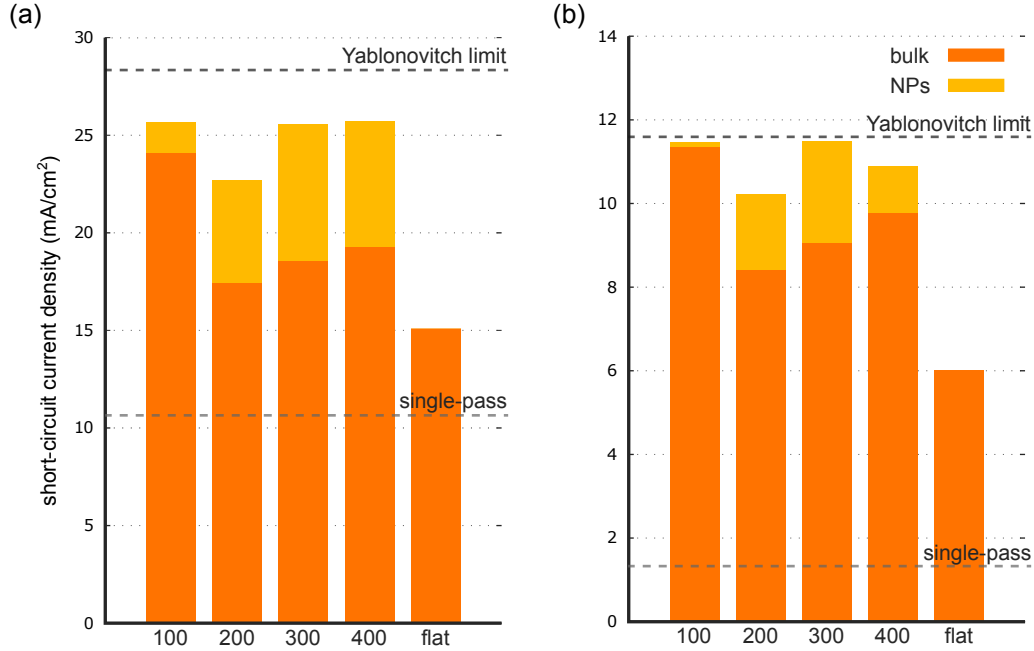 (a)
short-circuit current density (mA/cm²)
30
25
20
15
10
5
0
Yablonovitch limit
single-pass
100 200 300 400 flat
(b)
14
12
10
8
6
4
2
0
bulk
NPs
Yablonovitch limit
single-pass
100 200 300 400 flat